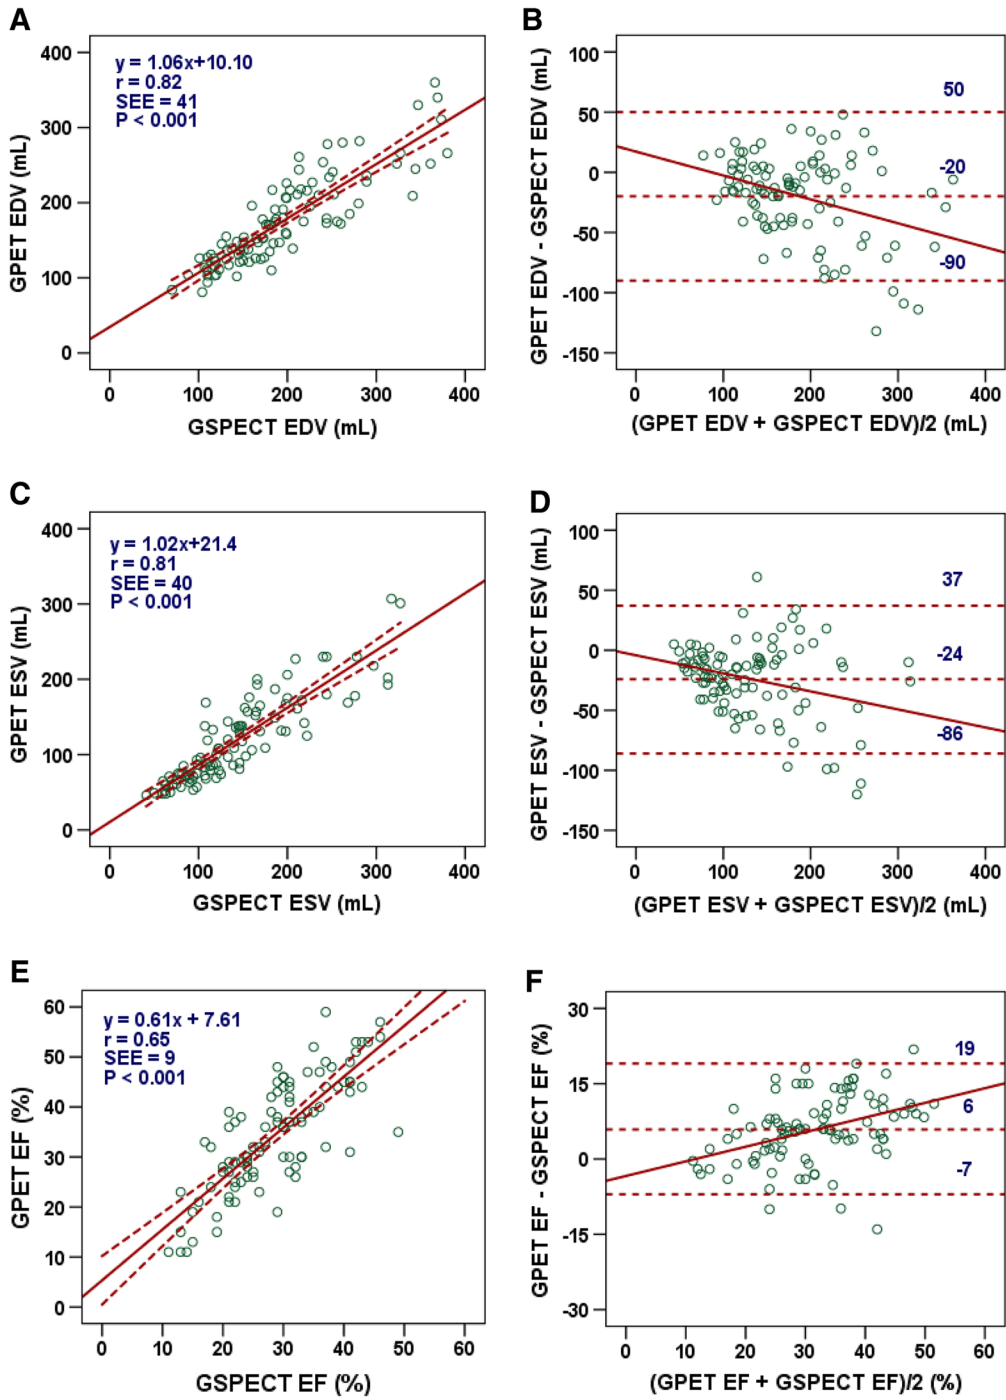 A
y = 1.06x+10.10
r = 0.82
SEE = 41
P < 0.001
GPET EDV (mL)
400
300
200
100
0
0 100 200 300 400
GSPECT EDV (mL)
B
GPET EDV - GSPECT EDV (mL)
100
50
0
-50
-100
-150
50
-20
-90
0 100 200 300 400
(GPET EDV + GSPECT EDV)/2 (mL)
C
y = 1.02x+21.4
r = 0.81
SEE = 40
P < 0.001
GPET ESV (mL)
400
300
200
100
0
0 100 200 300 400
GSPECT ESV (mL)
D
GPET ESV - GSPECT ESV (mL)
100
50
0
-50
-100
-150
37
-24
-86
0 100 200 300 400
(GPET ESV + GSPECT ESV)/2 (mL)
E
y = 0.61x + 7.61
r = 0.65
SEE = 9
P < 0.001
GPET EF (%)
60
50
40
30
20
10
0
0 10 20 30 40 50 60
GSPECT EF (%)
F
GPET EF - GSPECT EF (%)
30
15
0
-15
-30
19
6
-7
0 10 20 30 40 50 60
(GPET EF + GSPECT EF)/2 (%)